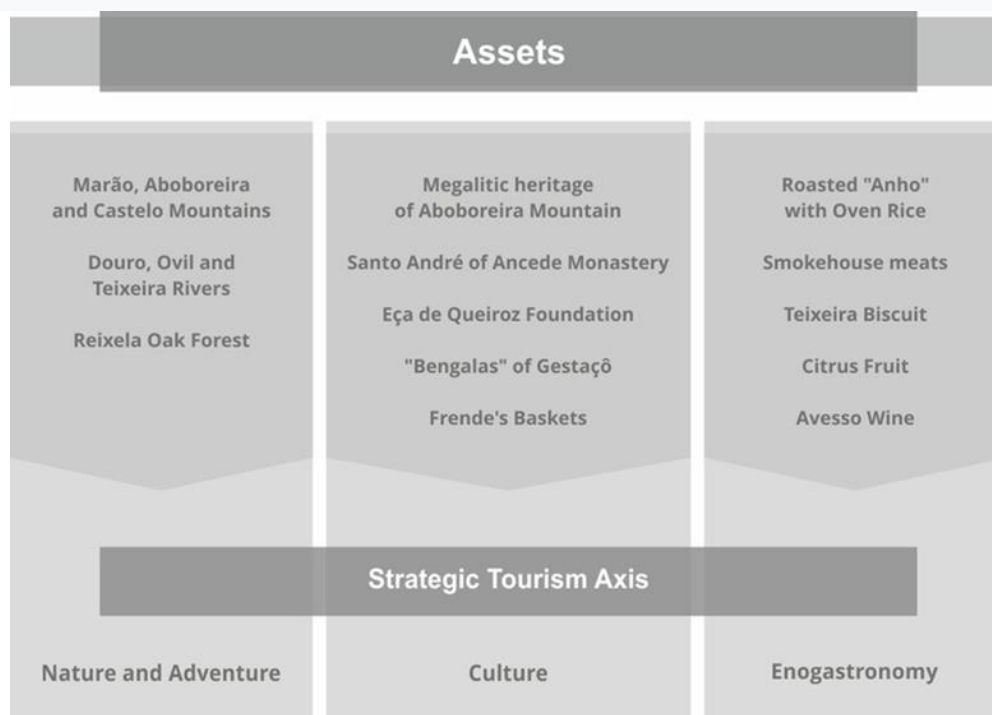 Assets
Marão, Aboboreira
and Castelo Mountains
Douro, Ovil and
Teixeira Rivers
Reixela Oak Forest
Megalitic heritage
of Aboboreira Mountain
Santo André of Ancede Monastery
Eça de Queiroz Foundation
"Bengalas" of Gestaçô
Frende's Baskets
Roasted "Anho"
with Oven Rice
Smokehouse meats
Teixeira Biscuit
Citrus Fruit
Avesso Wine
Strategic Tourism Axis
Nature and Adventure
Culture
Enogastronomy